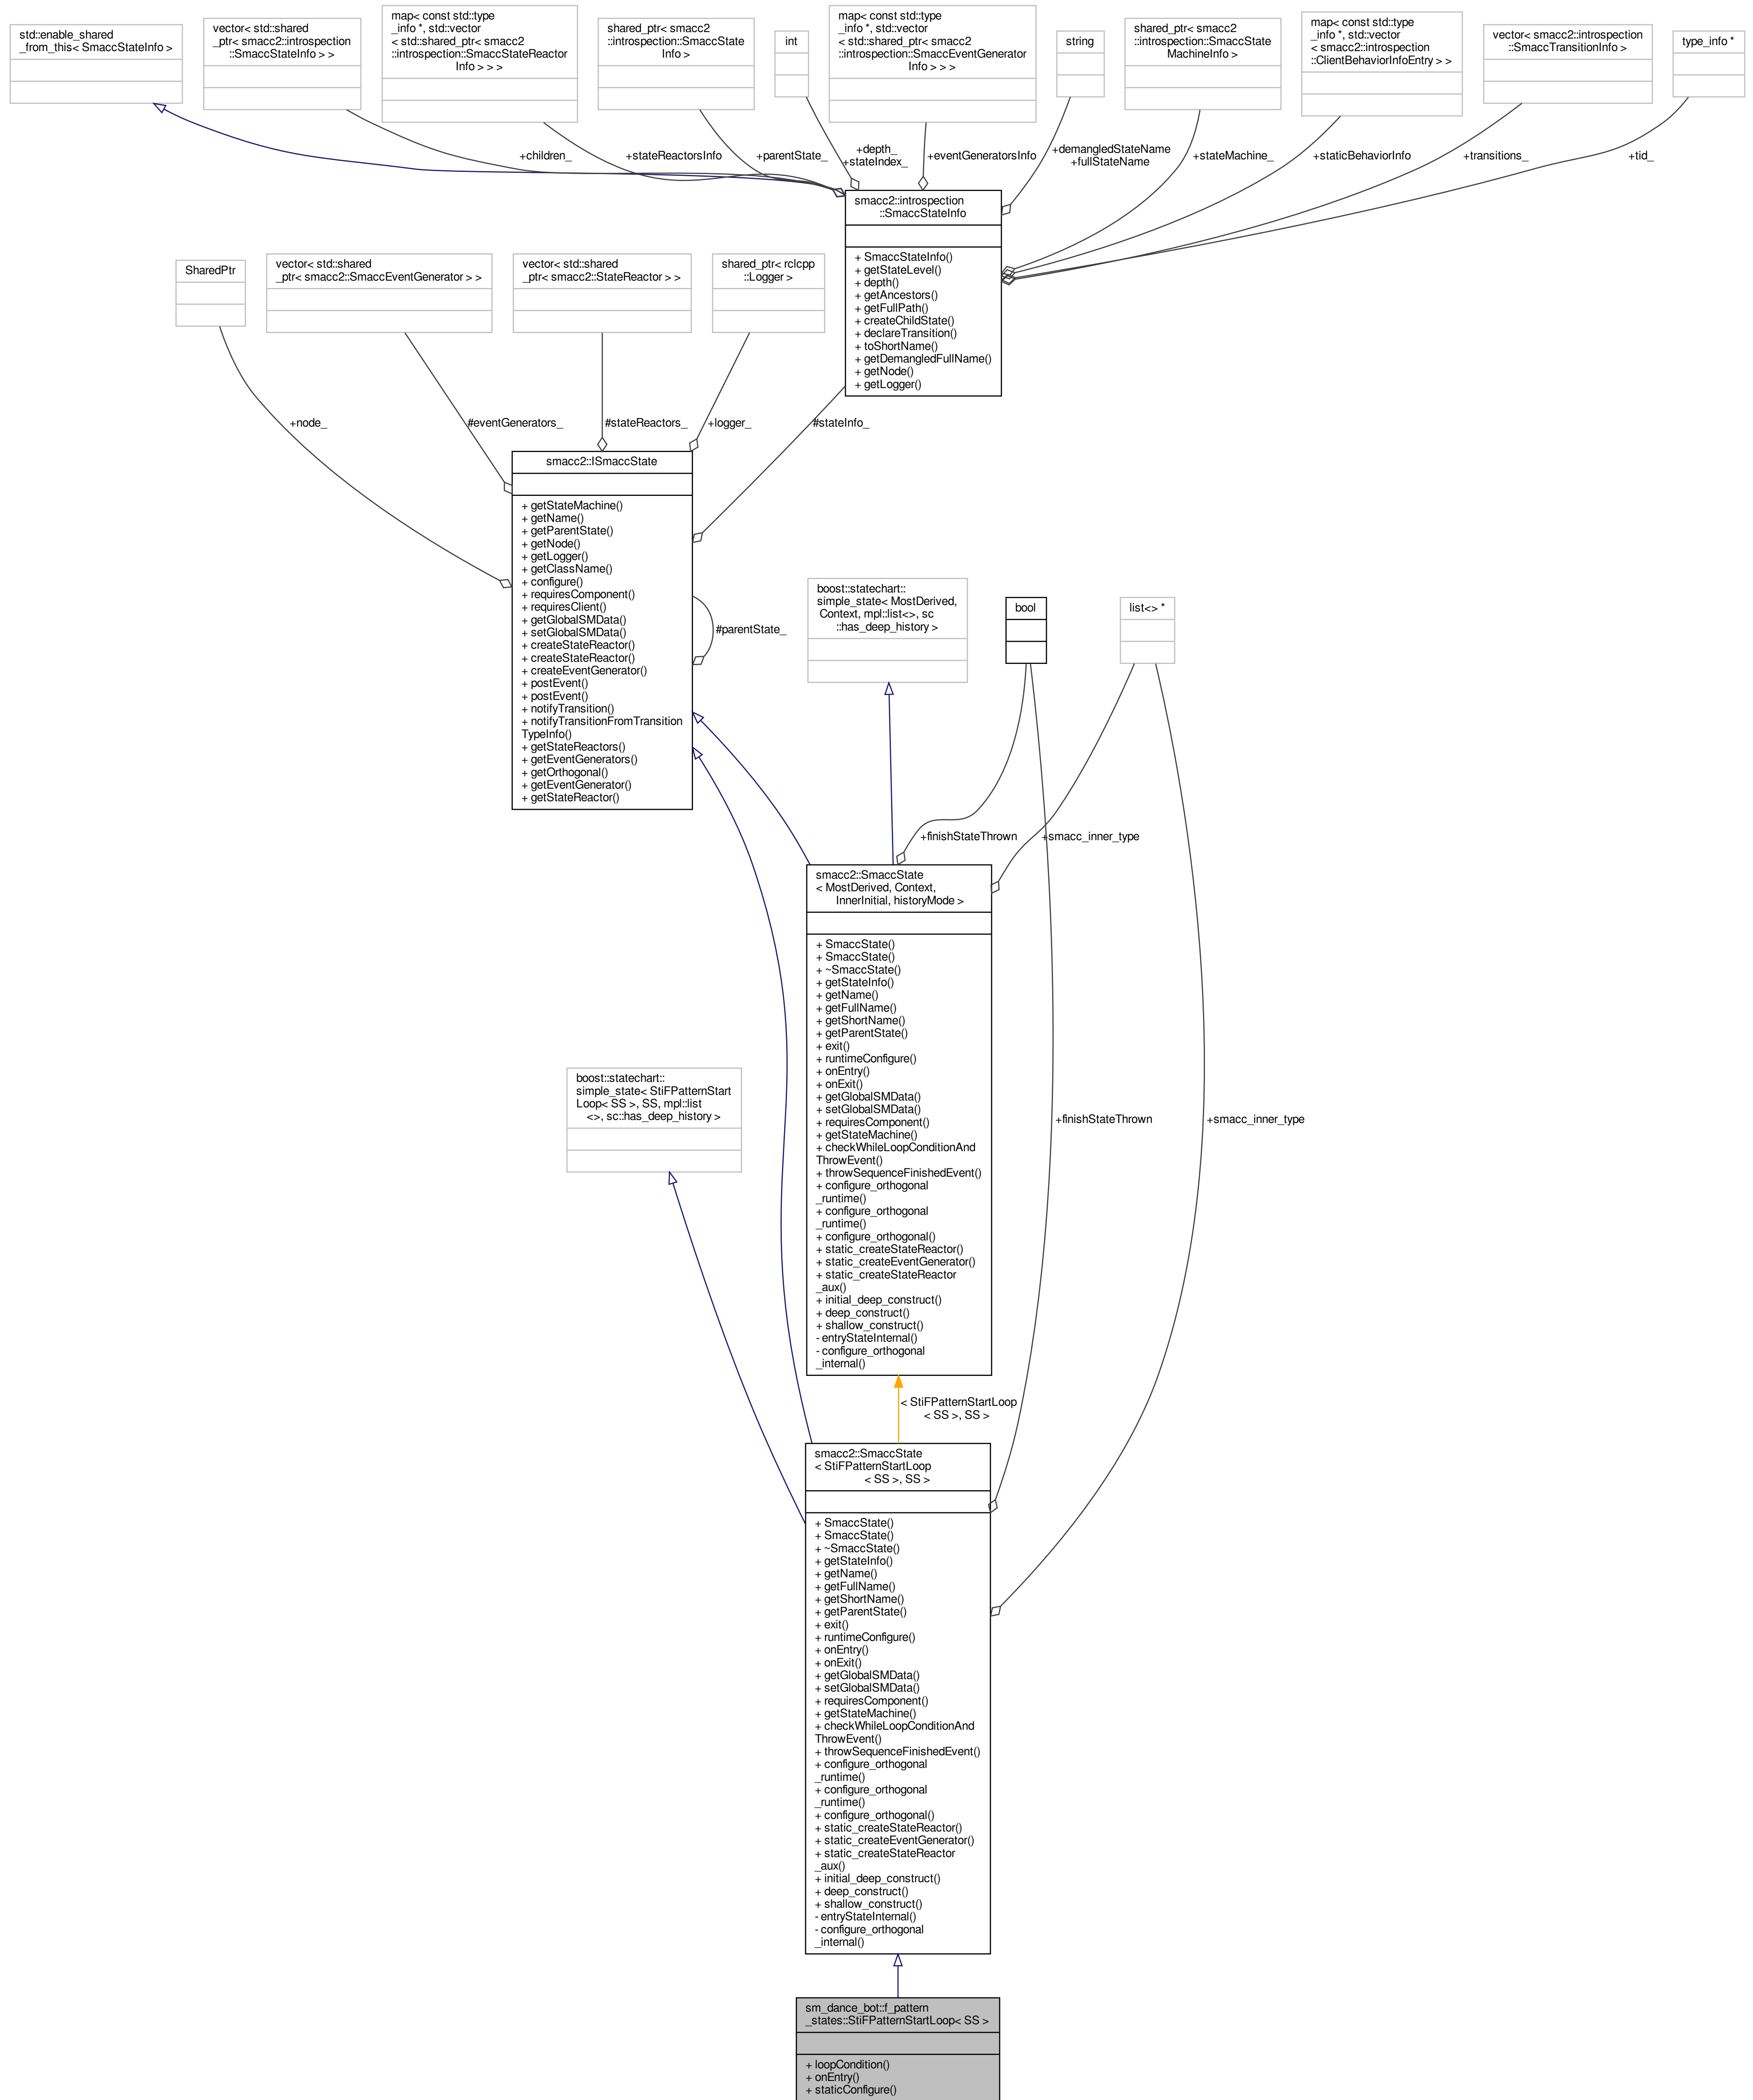 std::enable_shared
_from_this< SmaccStateInfo >
vector< std::shared
_ptr< smacc2::introspection
::SmaccStateInfo > >
map< const std::type
_info *, std::vector
< std::shared_ptr< smacc2
::introspection::SmaccStateReactor
Info > > >
shared_ptr< smacc2
::introspection::SmaccState
Info >
int
map< const std::type
_info *, std::vector
< std::shared_ptr< smacc2
::introspection::SmaccEventGenerator
Info > > >
string
shared_ptr< smacc2
::introspection::SmaccState
MachineInfo >
map< const std::type
_info *, std::vector
< smacc2::introspection
::ClientBehaviorInfoEntry > >
vector< smacc2::introspection
::SmaccTransitionInfo >
type_info *
+children_
+stateReactorsInfo
+parentState_
+depth_
+stateIndex_
+eventGeneratorsInfo
+demangledStateName
+fullStateName
+stateMachine_
+staticBehaviorInfo
+transitions_
+tid_
smacc2::introspection
::SmaccStateInfo
+ SmaccStateInfo()
+ getStateLevel()
+ depth()
+ getAncestors()
+ getFullPath()
+ createChildState()
+ declareTransition()
+ toShortName()
+ getDemangledFullName()
+ getNode()
+ getLogger()
SharedPtr
vector< std::shared
_ptr< smacc2::SmaccEventGenerator > >
vector< std::shared
_ptr< smacc2::StateReactor > >
shared_ptr< rclcpp
::Logger >
+node_
#eventGenerators_
#stateReactors_
+logger_
#stateInfo_
smacc2::ISmaccState
+ getStateMachine()
+ getName()
+ getParentState()
+ getNode()
+ getLogger()
+ getClassName()
+ configure()
+ requiresComponent()
+ requiresClient()
+ getGlobalSMData()
+ setGlobalSMData()
+ createStateReactor()
+ createStateReactor()
+ createEventGenerator()
+ postEvent()
+ postEvent()
+ notifyTransition()
+ notifyTransitionFromTransition
TypeInfo()
+ getStateReactors()
+ getEventGenerators()
+ getOrthogonal()
+ getEventGenerator()
+ getStateReactor()
#parentState_
boost::statechart::
simple_state< MostDerived,
Context, mpl::list<>, sc
::has_deep_history >
bool
list<> *
+finishStateThrown
+smacc_inner_type
smacc2::SmaccState
< MostDerived, Context,
InnerInitial, historyMode >
+ SmaccState()
+ SmaccState()
+ ~SmaccState()
+ getStateInfo()
+ getName()
+ getFullName()
+ getShortName()
+ getParentState()
+ exit()
+ runtimeConfigure()
+ onEntry()
+ onExit()
+ getGlobalSMData()
+ setGlobalSMData()
+ requiresComponent()
+ getStateMachine()
+ checkWhileLoopConditionAnd
ThrowEvent()
+ throwSequenceFinishedEvent()
+ configure_orthogonal
_runtime()
+ configure_orthogonal
_runtime()
+ configure_orthogonal()
+ static_createStateReactor()
+ static_createEventGenerator()
+ static_createStateReactor
_aux()
+ initial_deep_construct()
+ deep_construct()
+ shallow_construct()
- entryStateInternal()
- configure_orthogonal
_internal()
boost::statechart::
simple_state< StiFPatternStart
Loop< SS >, SS, mpl::list
<>, sc::has_deep_history >
+finishStateThrown
+smacc_inner_type
< StiFPatternStartLoop
< SS >, SS >
smacc2::SmaccState
< StiFPatternStartLoop
< SS >, SS >
+ SmaccState()
+ SmaccState()
+ ~SmaccState()
+ getStateInfo()
+ getName()
+ getFullName()
+ getShortName()
+ getParentState()
+ exit()
+ runtimeConfigure()
+ onEntry()
+ onExit()
+ getGlobalSMData()
+ setGlobalSMData()
+ requiresComponent()
+ getStateMachine()
+ checkWhileLoopConditionAnd
ThrowEvent()
+ throwSequenceFinishedEvent()
+ configure_orthogonal
_runtime()
+ configure_orthogonal
_runtime()
+ configure_orthogonal()
+ static_createStateReactor()
+ static_createEventGenerator()
+ static_createStateReactor
_aux()
+ initial_deep_construct()
+ deep_construct()
+ shallow_construct()
- entryStateInternal()
- configure_orthogonal
_internal()
sm_dance_bot::f_pattern
_states::StiFPatternStartLoop< SS >
+ loopCondition()
+ onEntry()
+ staticConfigure()